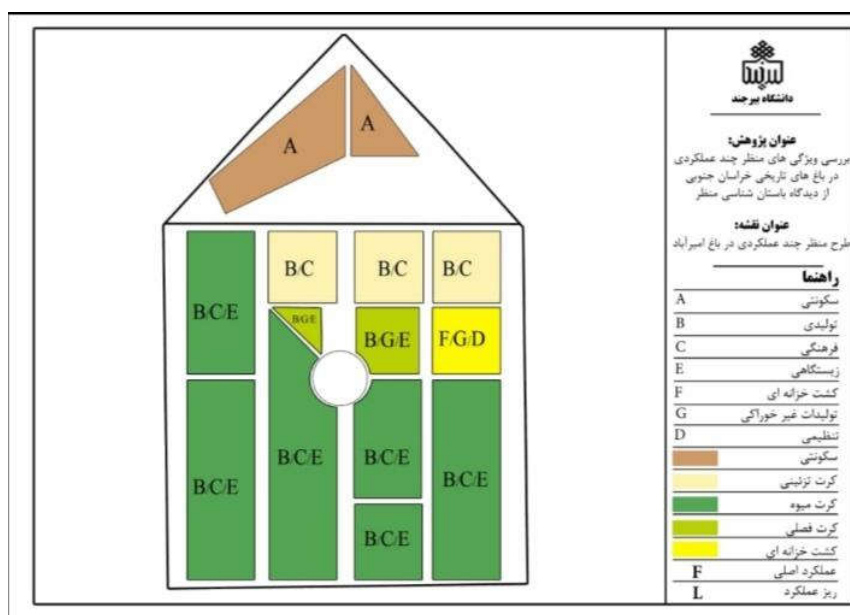 A
A
B/C
B/C
B/C
B/C/E
B/G/E
B/G/E
F/G/D
B/C/E
B/C/E
B/C/E
B/C/E
B/C/E
دانشگاه بیرجند
عنوان پژوهش:
بررسی ویژگی های منظر چند عملکردی
در باغ های تاریخی خراسان جنوبی
از دیدگاه باستان شناسی منظر
عنوان نقشه:
طرح منظر چند عملکردی در باغ امیرآباد
راهنما
A سکونتی
B تولیدی
C فرهنگی
E زیستگاهی
F کشت خزانه ای
G تولیدات غیر خوراکی
D تنظیمی
سکونتی
کرت تزئینی
کرت میوه
کرت فصلی
کشت خزانه ای
F عملکرد اصلی
L ریز عملکرد